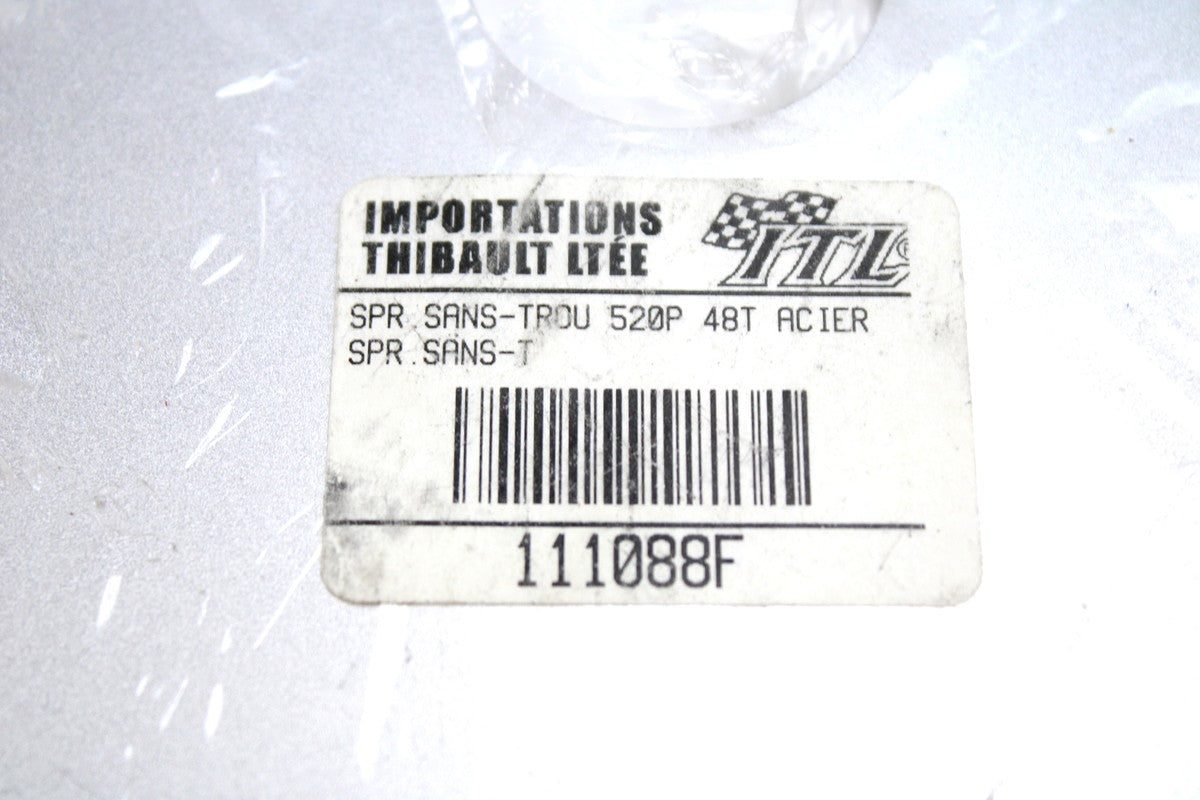 IMPORTATIONS
THIBAULT LTÉE
ITL®
SPR.SANS-TROU 520P 48T ACIER
SPR.SANS-T
111088F